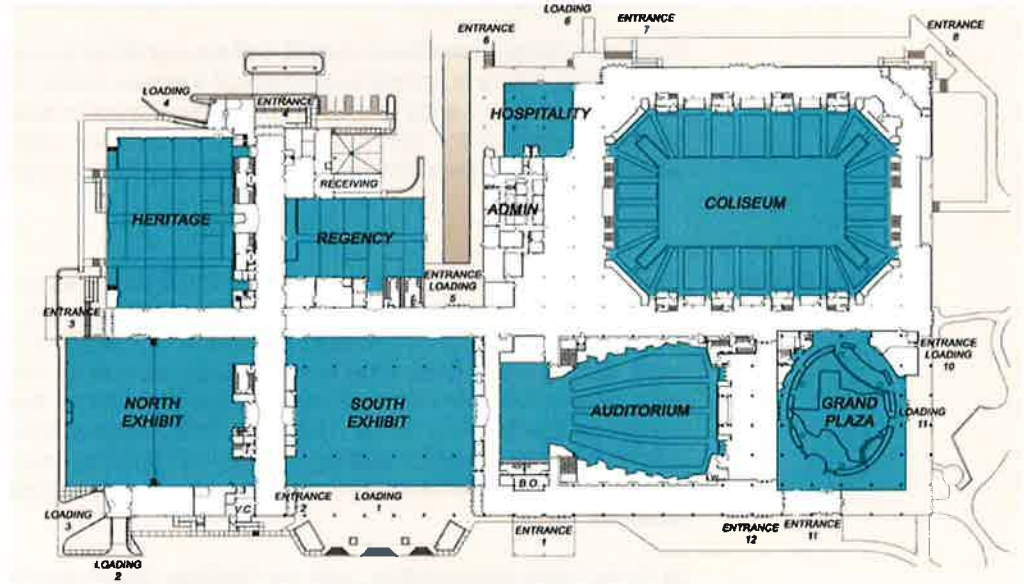 LOADING
6
ENTRANCE
7
ENTRANCE
6
ENTRANCE
8
LOADING
4
ENTRANCE
4
HOSPITALITY
RECEIVING
HERITAGE
REGENCY
ADMIN
COLISEUM
ENTRANCE
LOADING
5
ENTRANCE
3
ENTRANCE
LOADING
10
NORTH
EXHIBIT
SOUTH
EXHIBIT
AUDITORIUM
GRAND
PLAZA
LOADING
11
B O
V C
LOADING
3
ENTRANCE
2
LOADING
1
ENTRANCE
1
ENTRANCE
12
ENTRANCE
11
LOADING
2